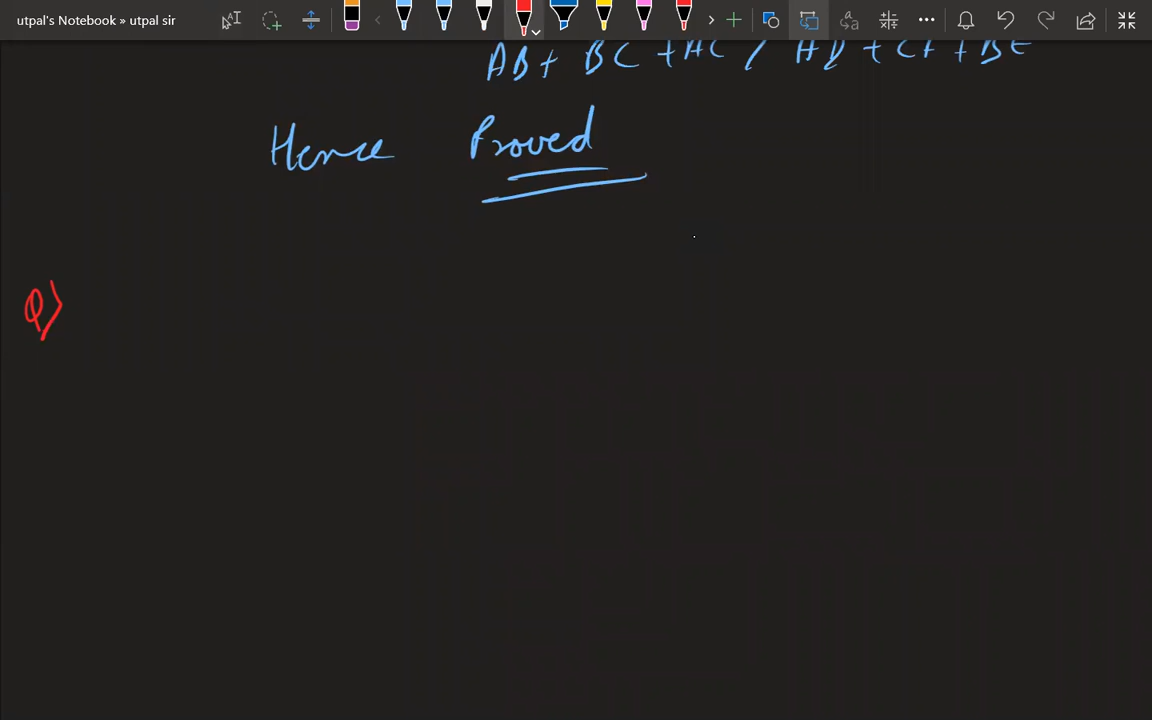 utpal's Notebook » utpal sir
AB + BC + AC / AD + CF + BE
Hence Proved
Q>